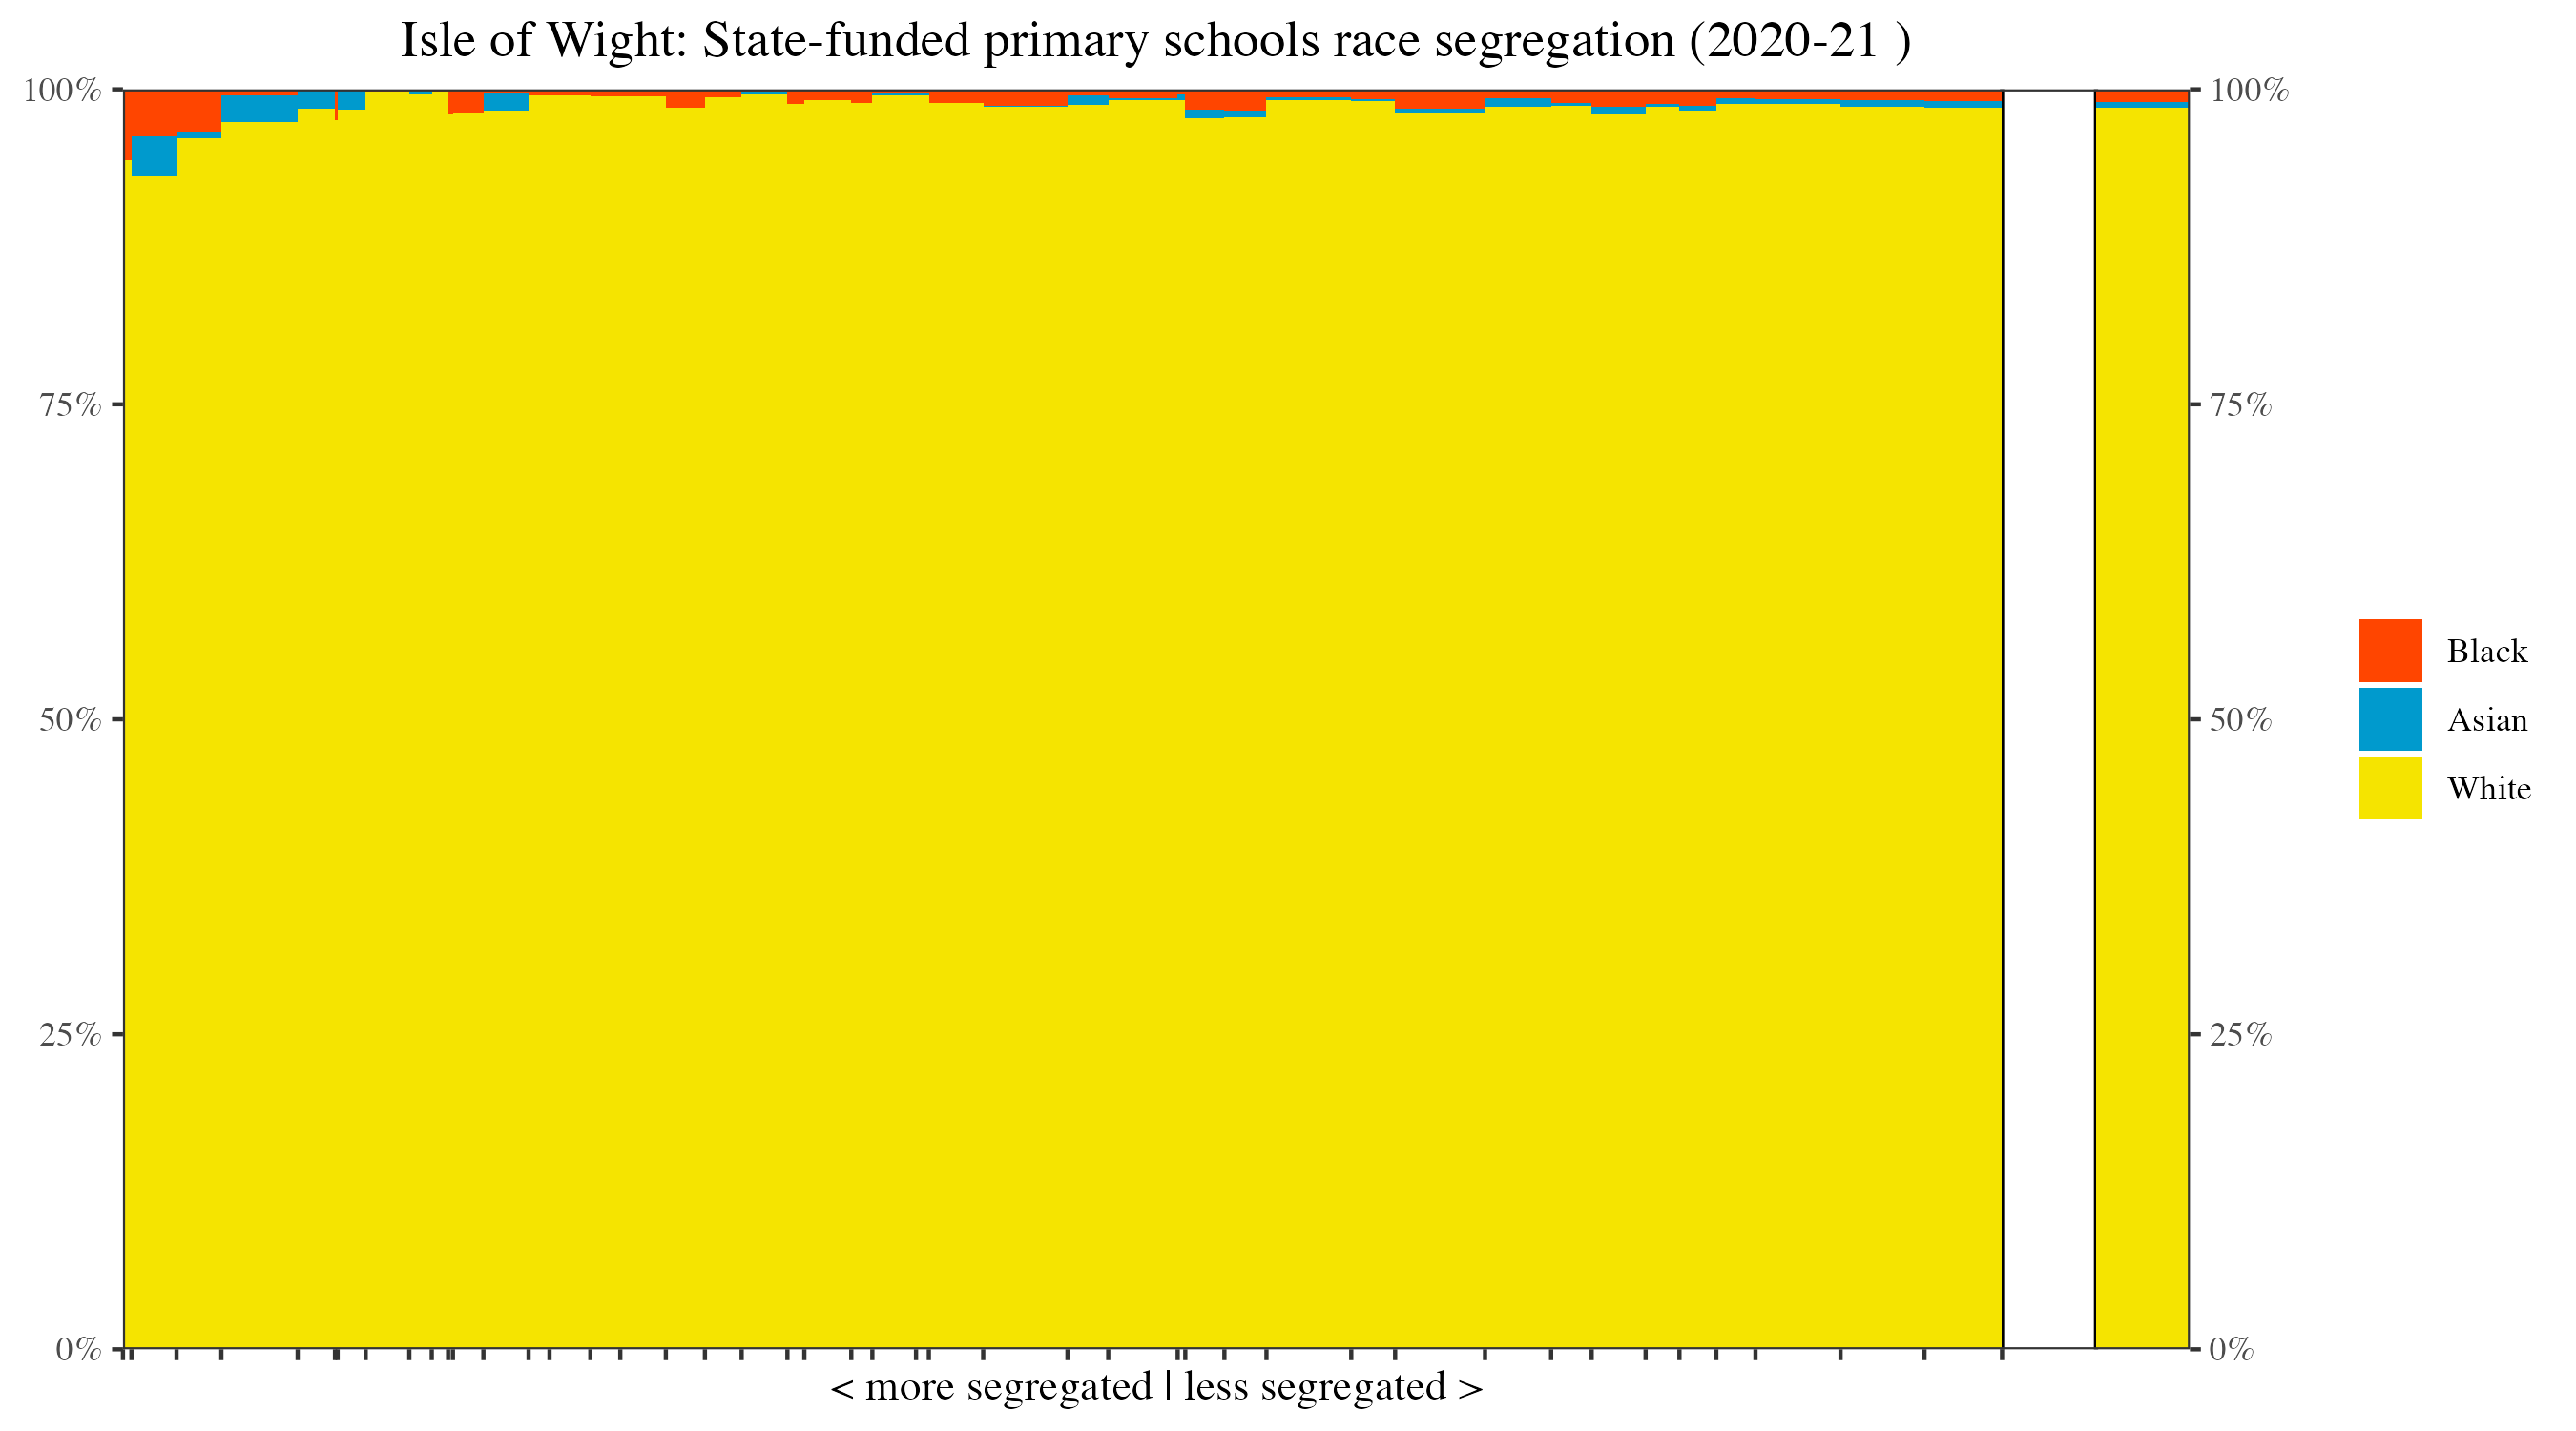 Isle of Wight: State-funded primary schools race segregation (2020-21 )
100%
75%
50%
25%
0%
100%
75%
50%
25%
0%
Black
Asian
White
< more segregated | less segregated >